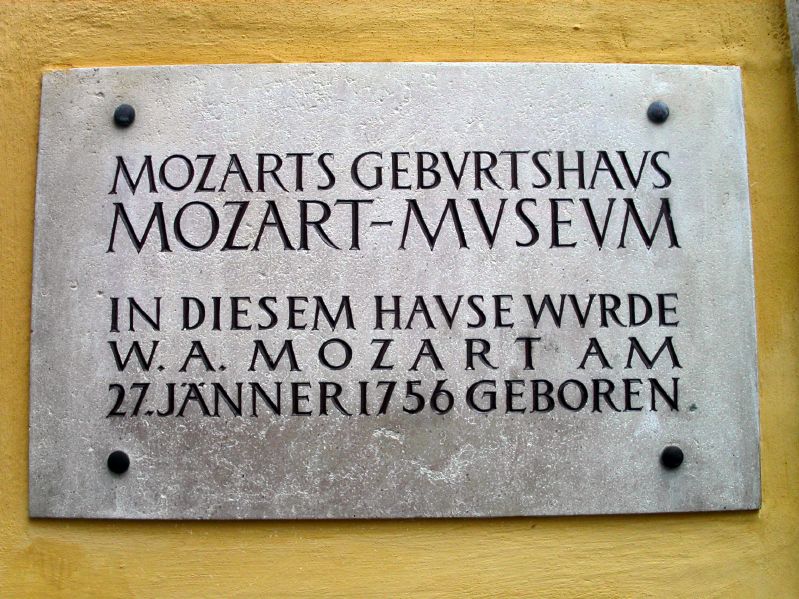 MOZARTS GEBVRTSHAVS
MOZART-MVSEVM
IN DIESEM HAVSE WVRDE
W. A. MOZART AM
27. JÄNNER 1756 GEBOREN